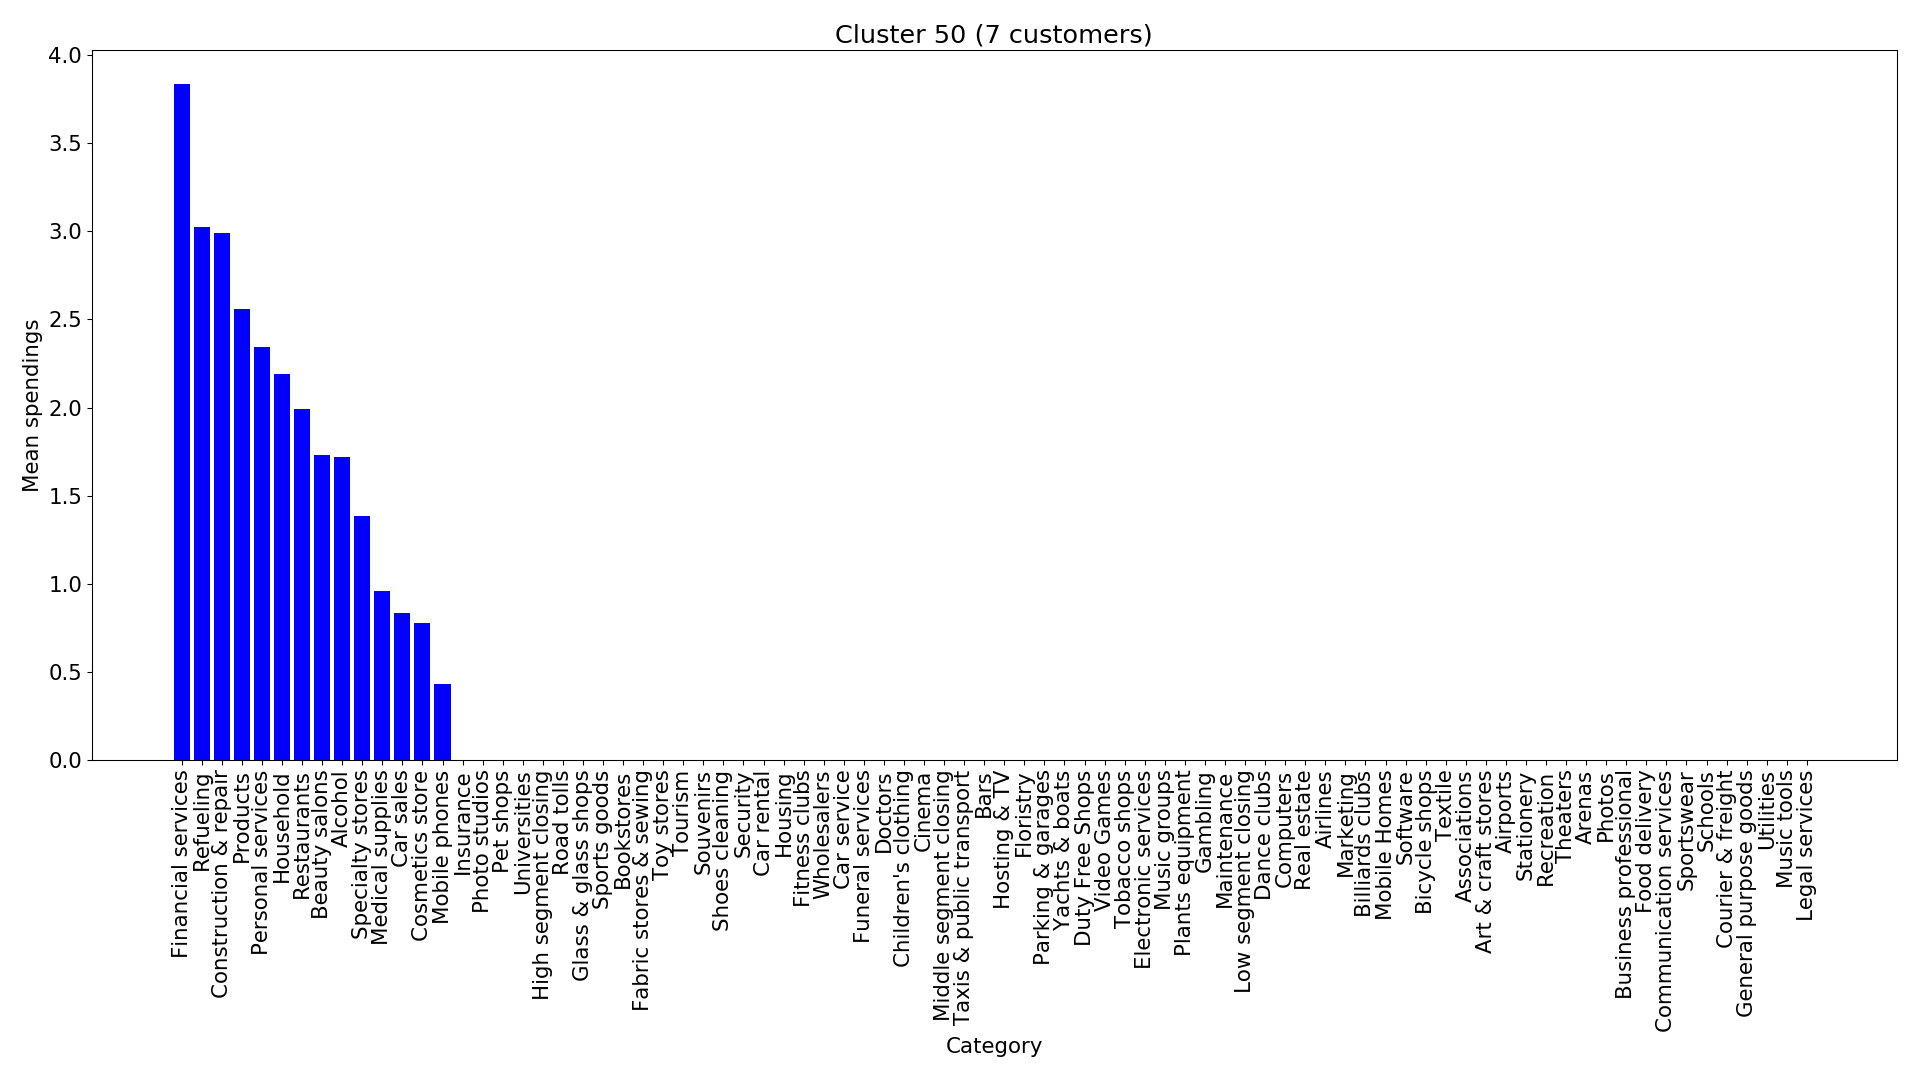 Cluster 50 (7 customers)
Mean spendings
4.0
3.5
3.0
2.5
2.0
1.5
1.0
0.5
0.0
Financial services
Refueling
Construction & repair
Products
Personal services
Household
Restaurants
Beauty salons
Alcohol
Specialty stores
Medical supplies
Car sales
Cosmetics store
Mobile phones
Insurance
Photo studios
Pet shops
Universities
High segment closing
Road tolls
Glass & glass shops
Sports goods
Bookstores
Fabric stores & sewing
Toy stores
Tourism
Souvenirs
Shoes cleaning
Security
Car rental
Housing
Fitness clubs
Wholesalers
Car service
Funeral services
Doctors
Children's clothing
Cinema
Middle segment closing
Taxis & public transport
Bars
Hosting & TV
Floristry
Parking & garages
Yachts & boats
Duty Free Shops
Video Games
Tobacco shops
Electronic services
Music groups
Plants equipment
Gambling
Maintenance
Low segment closing
Dance clubs
Computers
Real estate
Airlines
Marketing
Billiards clubs
Mobile Homes
Software
Bicycle shops
Textile
Associations
Art & craft stores
Airports
Stationery
Recreation
Theaters
Arenas
Photos
Business professional
Food delivery
Communication services
Sportswear
Schools
Courier & freight
General purpose goods
Utilities
Music tools
Legal services
Category